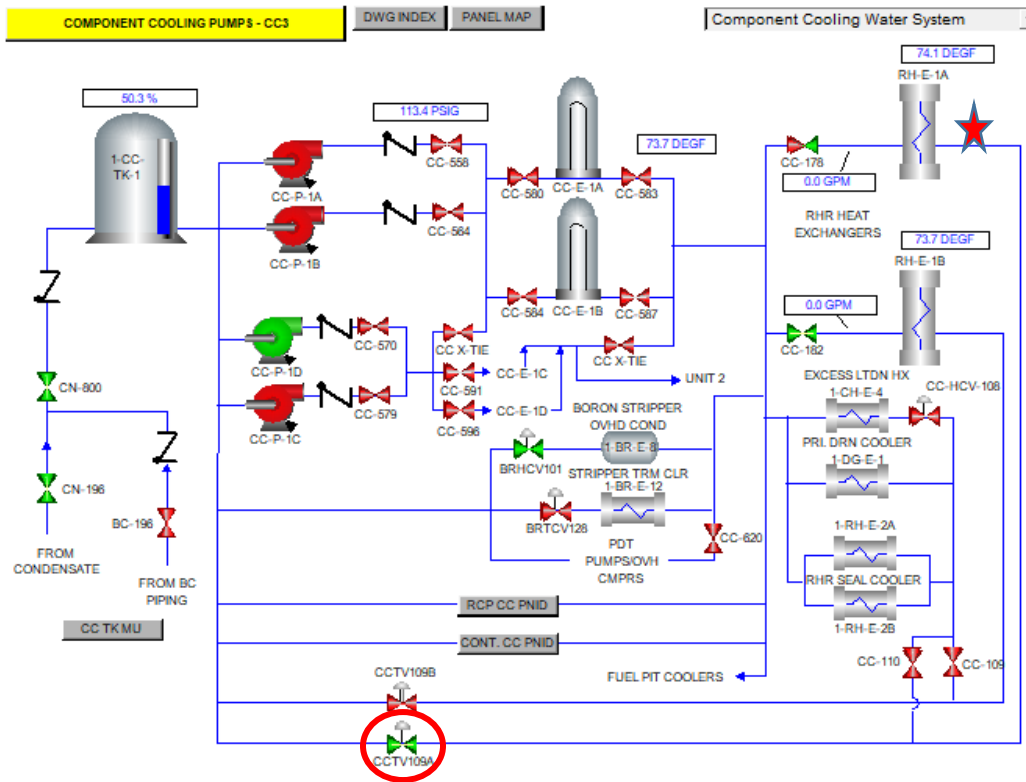 COMPONENT COOLING PUMPS - CC3
DWG INDEX
PANEL MAP
Component Cooling Water System
74.1 DEGF
RH-E-1A
50.3 %
113.4 PSIG
1-CC-
TK-1
CC-558
73.7 DEGF
CC-178
CC-P-1A
CC-580
CC-E-1A
CC-583
0.0 GPM
RHR HEAT
EXCHANGERS
CC-564
CC-P-1B
73.7 DEGF
RH-E-1B
0.0 GPM
CC-584
CC-E-1B
CC-587
CC-570
CC X-TIE
CC X-TIE
CC-182
CC-P-1D
CC-E-1C
CC-591
UNIT 2
EXCESS LTDN HX
1-CH-E-4
CC-HCV-108
CN-800
CC-579
CC-P-1C
CC-596
CC-E-1D
BORON STRIPPER
OVHD COND
1-BR-E-8
PRI. DRN COOLER
1-DG-E-1
BRHCV101
STRIPPER TRM CLR
1-BR-E-12
CN-196
BC-196
BRTCV128
CC-620
1-RH-E-2A
RHR SEAL COOLER
1-RH-E-2B
FROM
CONDENSATE
FROM BC
PIPING
PDT
PUMPS/OVH
CMPRS
CC TK MU
RCP CC PNID
CONT. CC PNID
CC-110
CC-109
FUEL PIT COOLERS
CCTV109B
CCTV109A